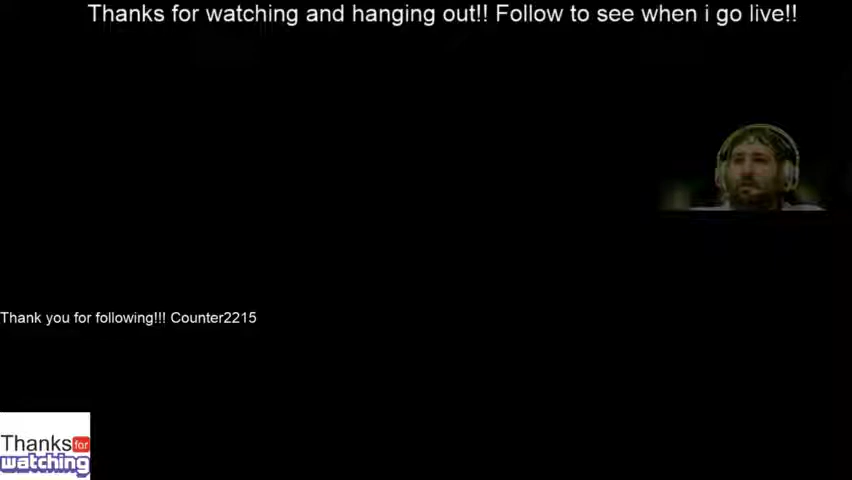 Thanks for watching and hanging out!! Follow to see when i go live!!
Thank you for following!!! Counter2215
Thanks for
watching